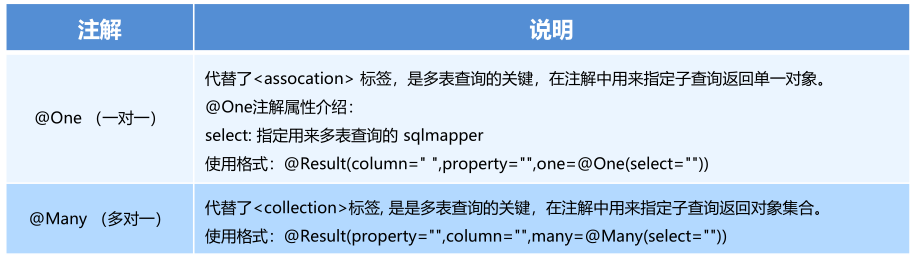 注解
说明
@One （一对一）
代替了<assocation> 标签，是多表查询的关键，在注解中用来指定子查询返回单一对象。
@One注解属性介绍：
select: 指定用来多表查询的 sqlmapper
使用格式：@Result(column=" ",property="",one=@One(select=""))
@Many （多对一）
代替了<collection>标签, 是是多表查询的关键，在注解中用来指定子查询返回对象集合。
使用格式：@Result(property="",column="",many=@Many(select=""))